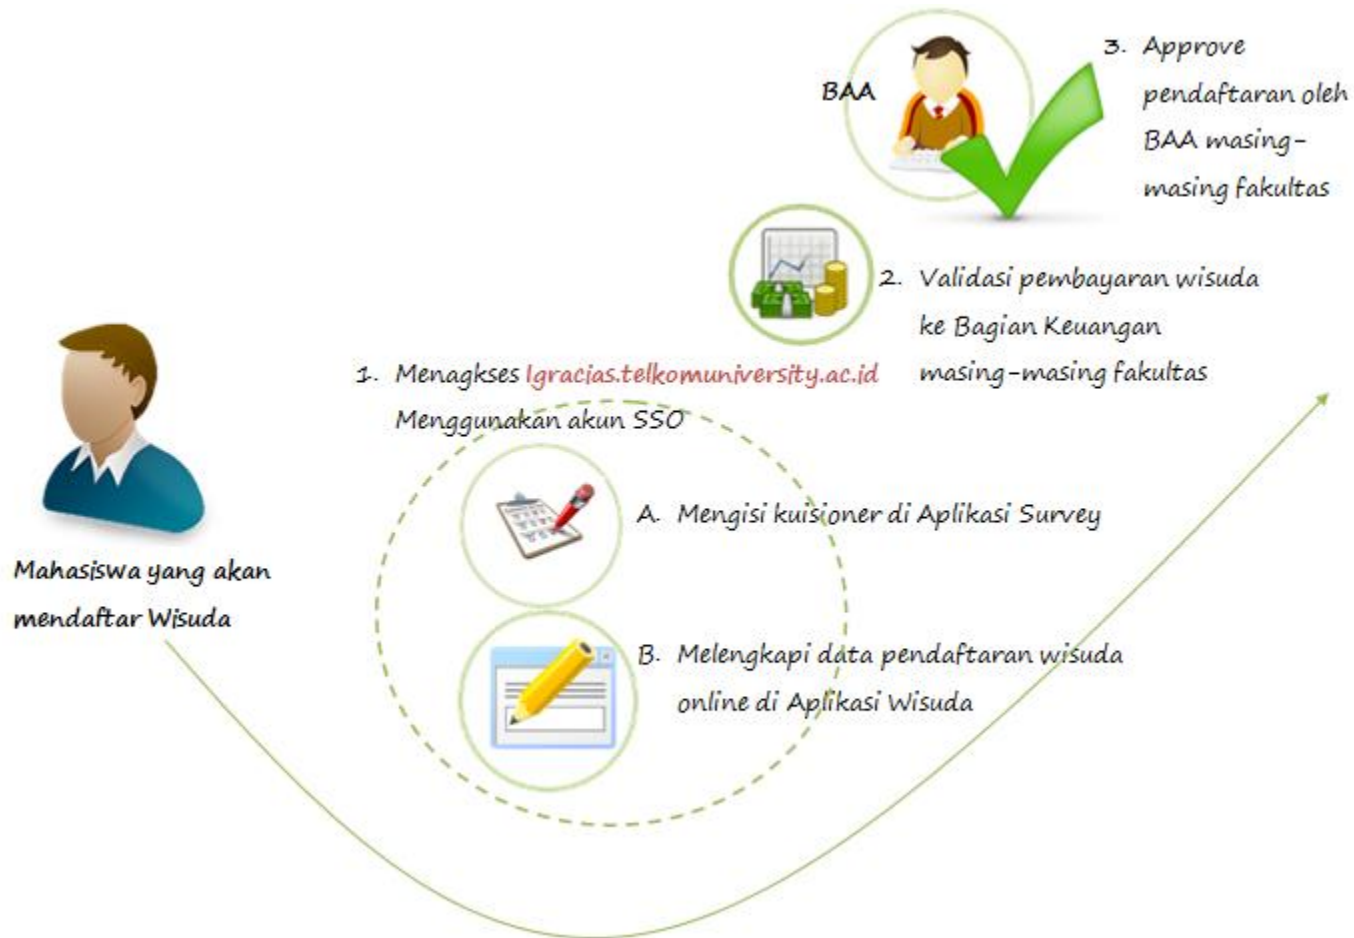 Mahasiswa yang akan
mendaftar Wisuda
1. Menagkses Igracias.telkomuniversity.ac.id
Menggunakan akun SSO
A. Mengisi kuisioner di Aplikasi Survey
B. Melengkapi data pendaftaran wisuda
online di Aplikasi Wisuda
2. Validasi pembayaran wisuda
ke Bagian Keuangan
masing-masing fakultas
BAA
3. Approve
pendaftaran oleh
BAA masing-
masing fakultas